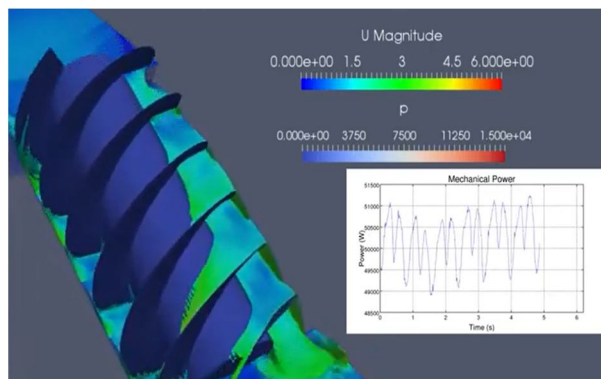 U Magnitude
0.000e+00 1.5 3 4.5 6.000e+00
p
0.000e+00 3750 7500 11250 1.500e+04
Mechanical Power
51500
51000
50500
50000
49500
49000
48500
Power (W)
0 1 2 3 4 5 6
Time (s)